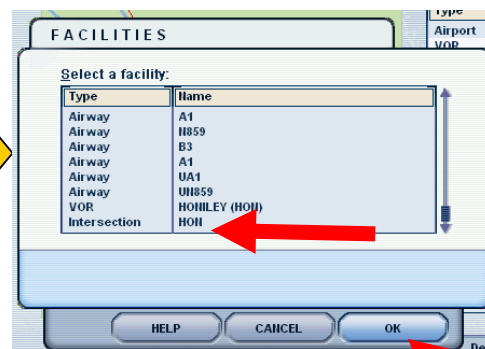 Type
FACILITIES
Airport
VOR
Select a facility:
Type Name
Airway A1
Airway N859
Airway B3
Airway A1
Airway UA1
Airway UN859
VOR HONILEY (HON)
Intersection HON
HELP CANCEL OK
De